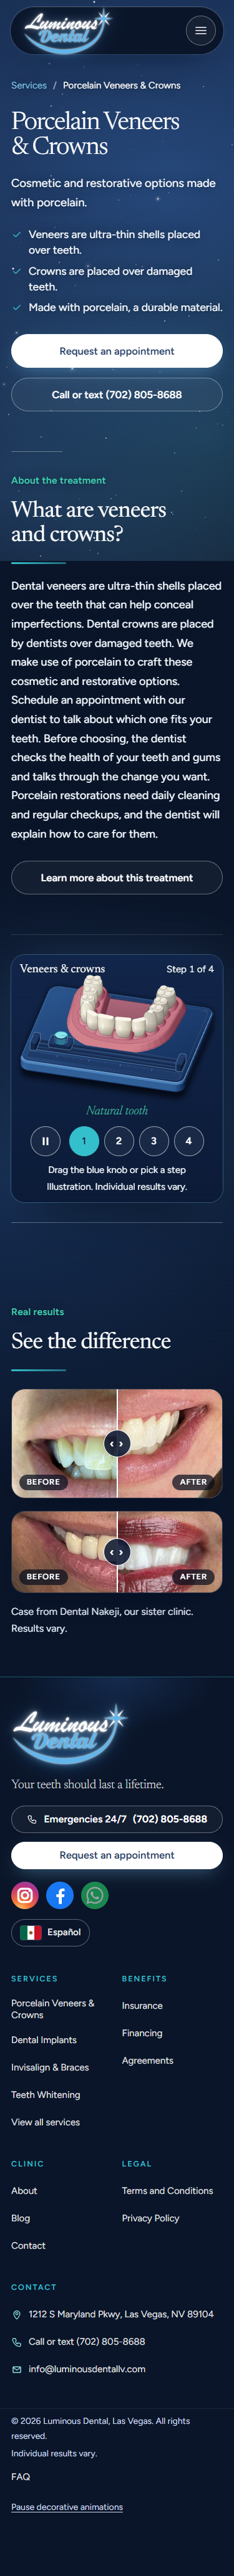 Luminous
Dental
Services / Porcelain Veneers & Crowns
Porcelain Veneers
& Crowns
Cosmetic and restorative options made
with porcelain.
Veneers are ultra-thin shells placed
over teeth.
Crowns are placed over damaged
teeth.
Made with porcelain, a durable material.
Request an appointment
Call or text (702) 805-8688
About the treatment
What are veneers
and crowns?
Dental veneers are ultra-thin shells placed
over the teeth that can help conceal
imperfections. Dental crowns are placed
by dentists over damaged teeth. We
make use of porcelain to craft these
cosmetic and restorative options.
Schedule an appointment with our
dentist to talk about which one fits your
teeth. Before choosing, the dentist
checks the health of your teeth and gums
and talks through the change you want.
Porcelain restorations need daily cleaning
and regular checkups, and the dentist will
explain how to care for them.
Learn more about this treatment
Veneers & crowns
Step 1 of 4
Natural tooth
1 2 3 4
Drag the blue knob or pick a step
Illustration. Individual results vary.
Real results
See the difference
BEFORE AFTER
BEFORE AFTER
Case from Dental Nakeji, our sister clinic.
Results vary.
Luminous
Dental
Your teeth should last a lifetime.
Emergencies 24/7 (702) 805-8688
Request an appointment
Español
SERVICES
Porcelain Veneers &
Crowns
Dental Implants
Invisalign & Braces
Teeth Whitening
View all services
BENEFITS
Insurance
Financing
Agreements
CLINIC
About
Blog
Contact
LEGAL
Terms and Conditions
Privacy Policy
CONTACT
1212 S Maryland Pkwy, Las Vegas, NV 89104
Call or text (702) 805-8688
info@luminousdentallv.com
© 2026 Luminous Dental, Las Vegas. All rights
reserved.
Individual results vary.
FAQ
Pause decorative animations